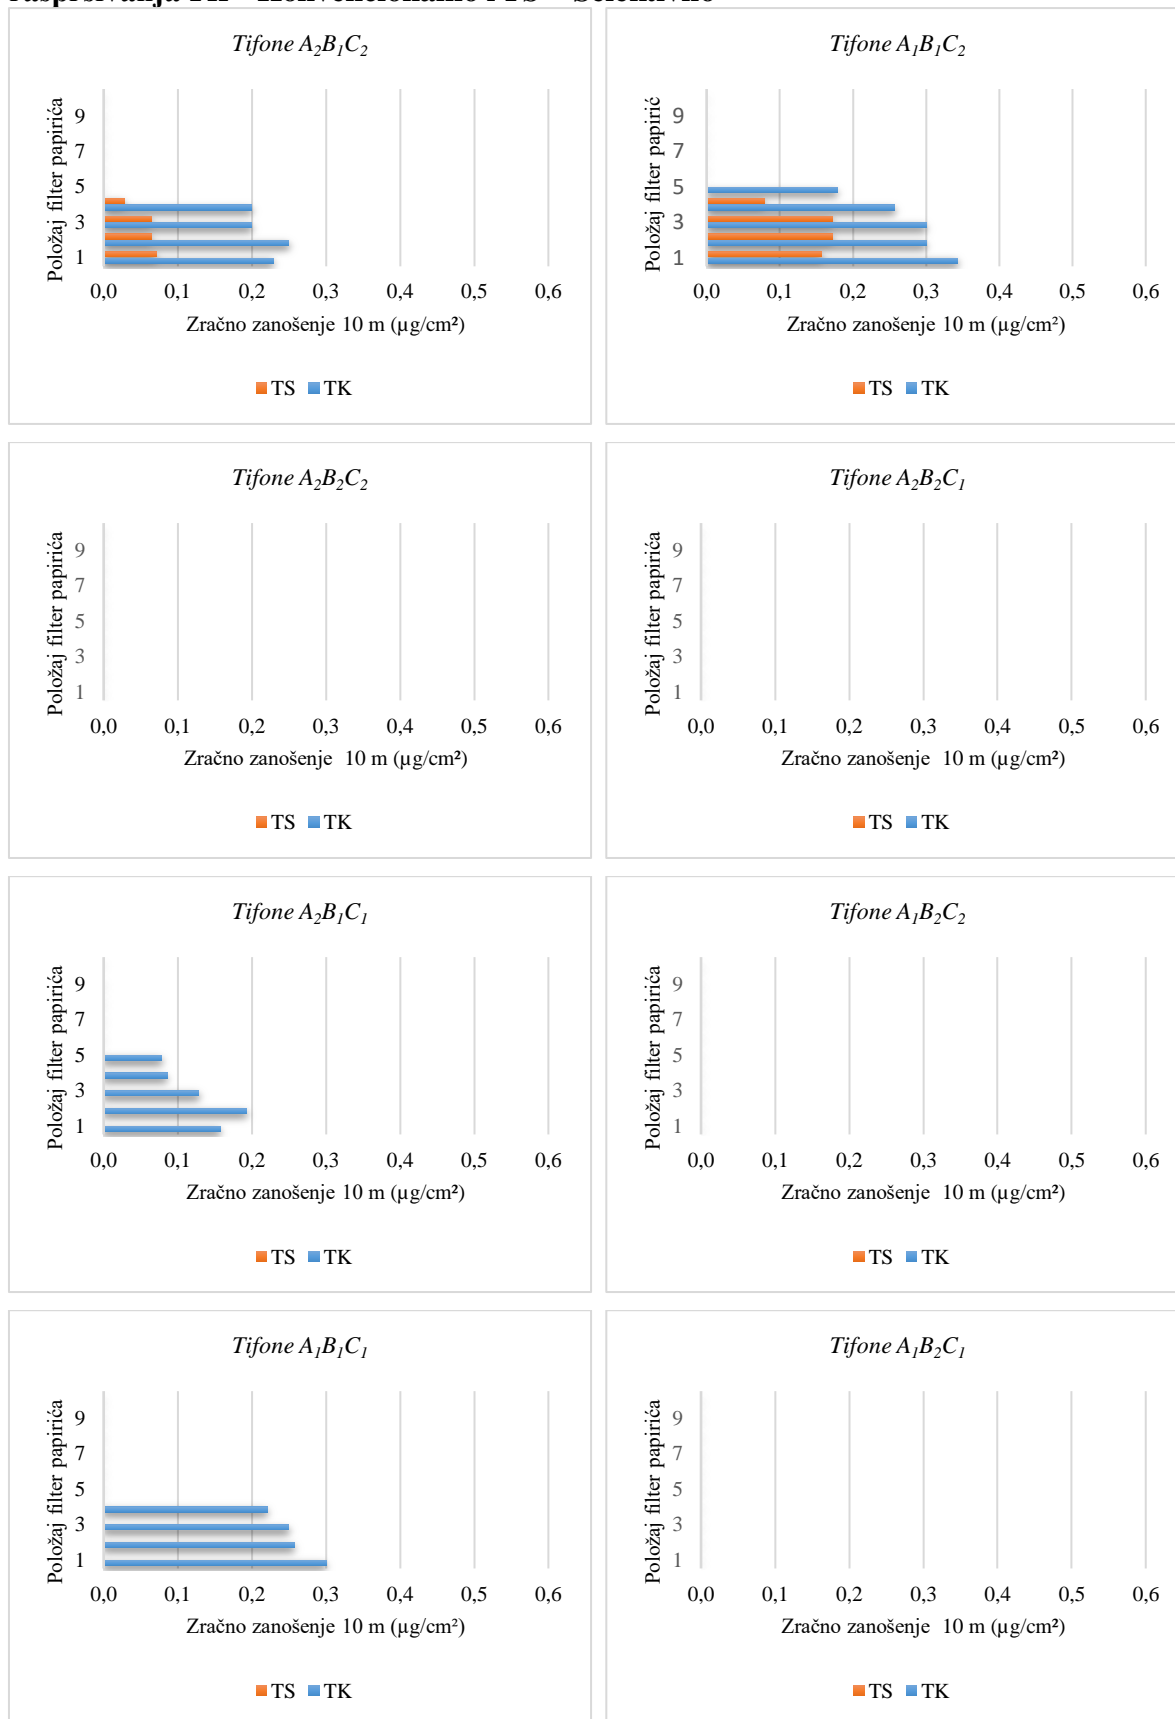 Tifone A₂B₁C₂
Položaj filter papirića
9
7
5
3
1
0,0 0,1 0,2 0,3 0,4 0,5 0,6
Zračno zanošenje 10 m (µg/cm²)
TS TK
Tifone A₁B₁C₂
Položaj filter papirić
9
7
5
3
1
0,0 0,1 0,2 0,3 0,4 0,5 0,6
Zračno zanošenje 10 m (µg/cm²)
TS TK
Tifone A₂B₂C₂
Položaj filter papirića
9
7
5
3
1
0,0 0,1 0,2 0,3 0,4 0,5 0,6
Zračno zanošenje 10 m (µg/cm²)
TS TK
Tifone A₂B₂C₁
Položaj filter papirića
9
7
5
3
1
0,0 0,1 0,2 0,3 0,4 0,5 0,6
Zračno zanošenje 10 m (µg/cm²)
TS TK
Tifone A₂B₁C₁
Položaj filter papirića
9
7
5
3
1
0,0 0,1 0,2 0,3 0,4 0,5 0,6
Zračno zanošenje 10 m (µg/cm²)
TS TK
Tifone A₁B₂C₂
Položaj filter papirića
9
7
5
3
1
0,0 0,1 0,2 0,3 0,4 0,5 0,6
Zračno zanošenje 10 m (µg/cm²)
TS TK
Tifone A₁B₁C₁
Položaj filter papirića
9
7
5
3
1
0,0 0,1 0,2 0,3 0,4 0,5 0,6
Zračno zanošenje 10 m (µg/cm²)
TS TK
Tifone A₁B₂C₁
Položaj filter papirića
9
7
5
3
1
0,0 0,1 0,2 0,3 0,4 0,5 0,6
Zračno zanošenje 10 m (µg/cm²)
TS TK